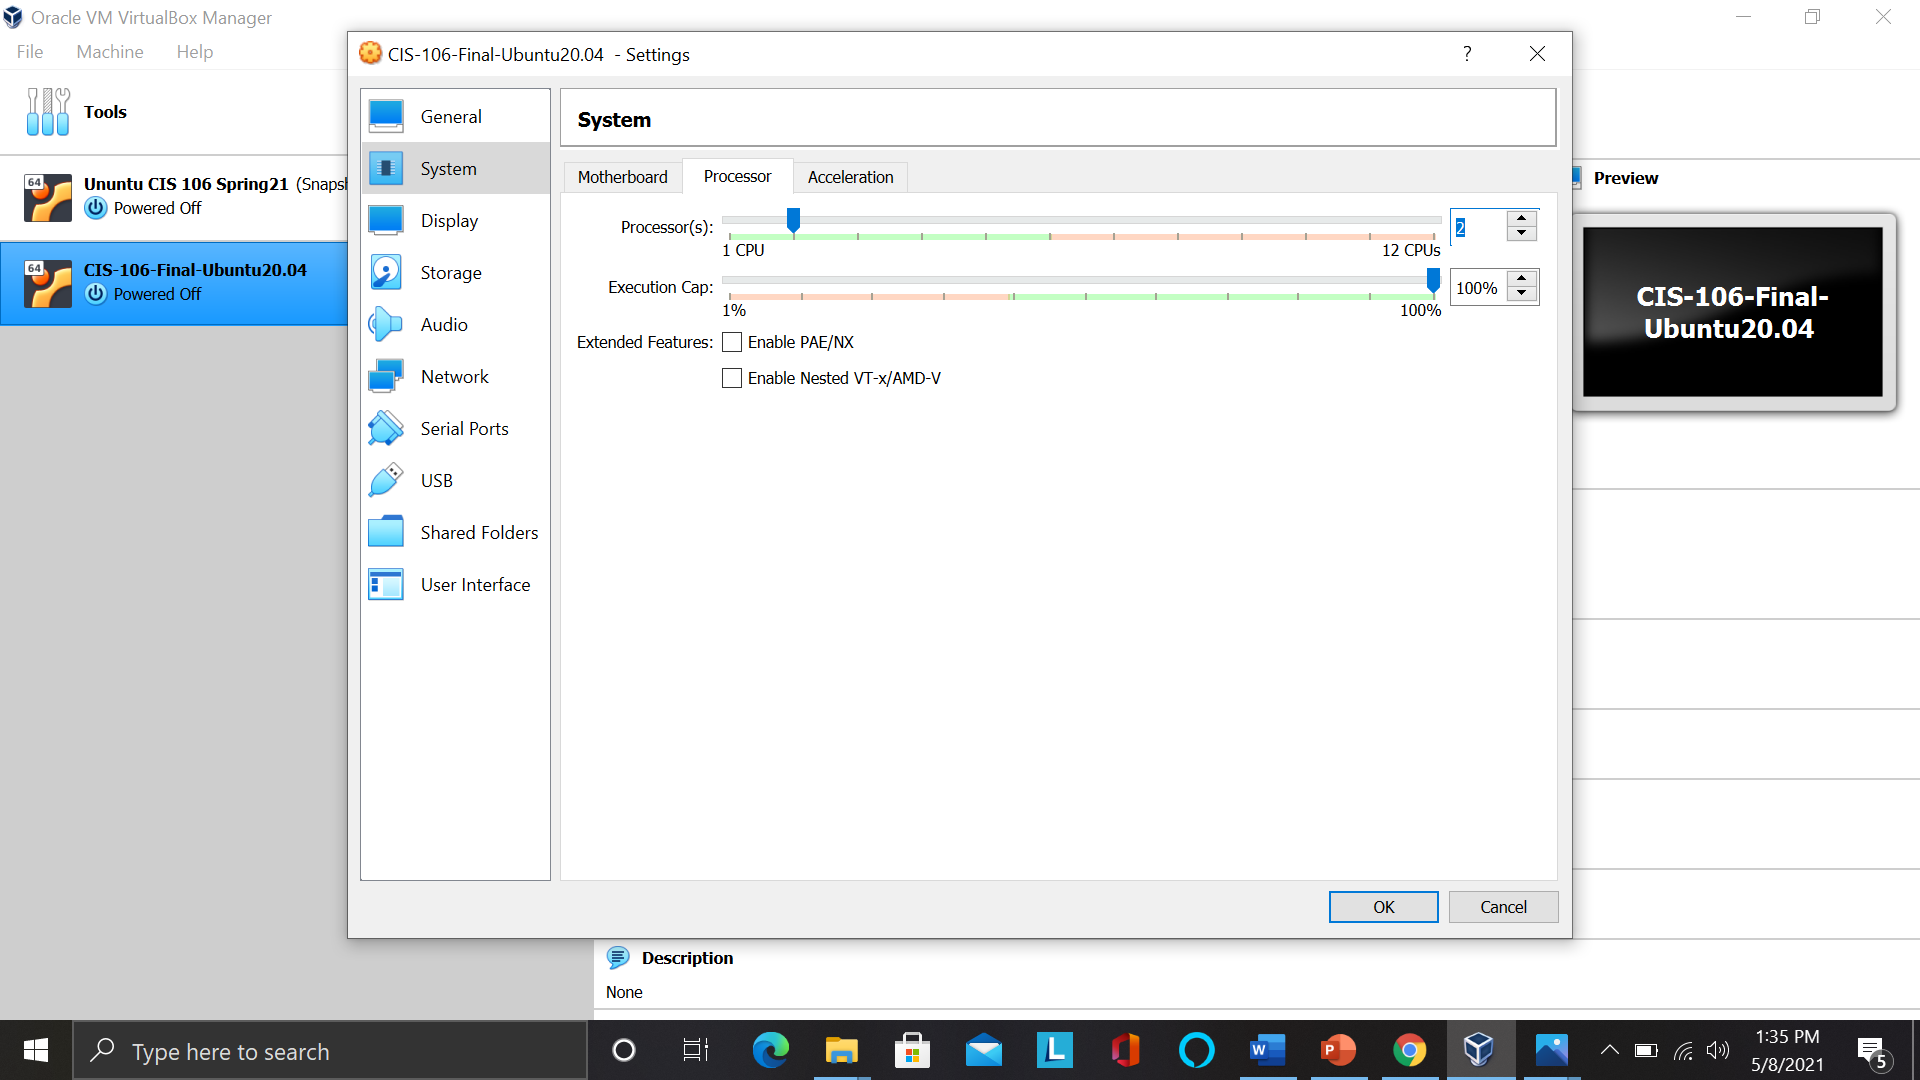 Oracle VM VirtualBox Manager
File Machine Help
Tools
64
Ununtu CIS 106 Spring21 (Snaps
Powered Off
64
CIS-106-Final-Ubuntu20.04
Powered Off
CIS-106-Final-Ubuntu20.04 - Settings
?
General
System
Display
Storage
Audio
Network
Serial Ports
USB
Shared Folders
User Interface
System
Motherboard Processor Acceleration
Processor(s): 2
1 CPU 12 CPUs
Execution Cap: 100%
1% 100%
Extended Features: Enable PAE/NX
Enable Nested VT-x/AMD-V
OK Cancel
Preview
CIS-106-Final-
Ubuntu20.04
Description
None
Type here to search
L
W
P
1:35 PM
5/8/2021
5